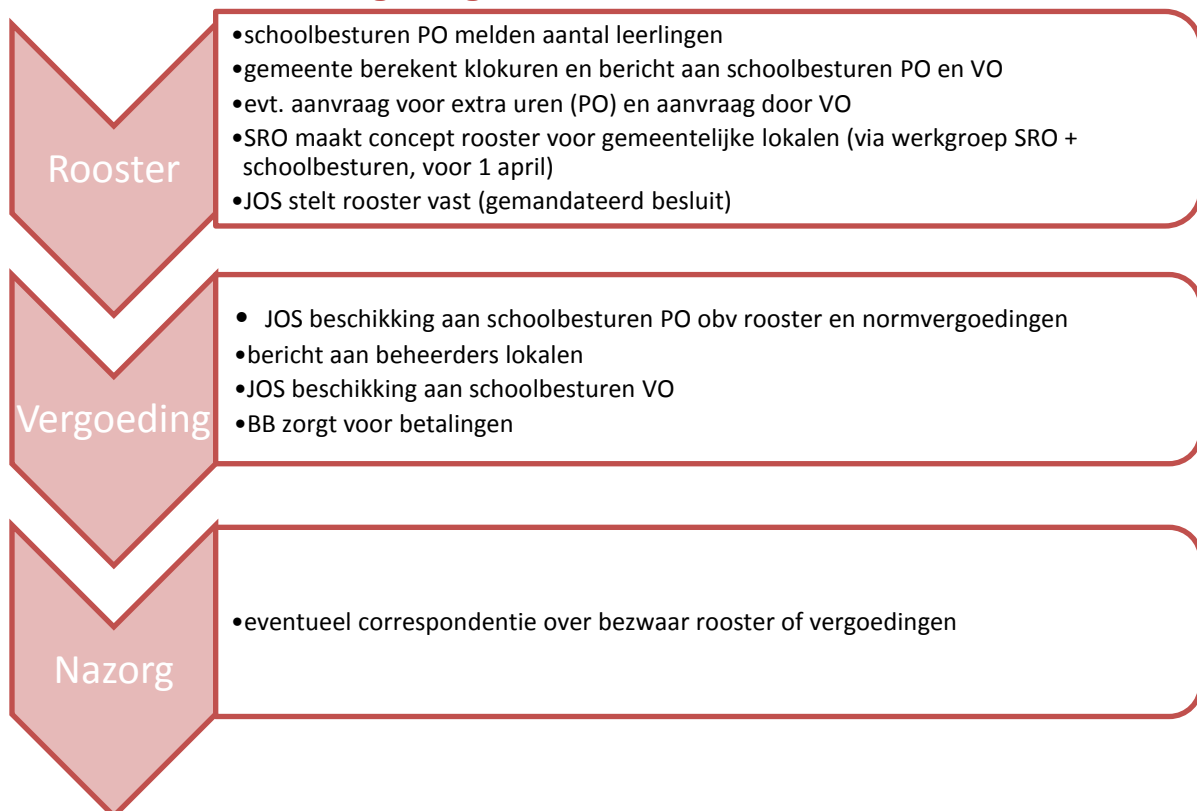 Rooster
•schoolbesturen PO melden aantal leerlingen
•gemeente berekent klokuren en bericht aan schoolbesturen PO en VO
•evt. aanvraag voor extra uren (PO) en aanvraag door VO
•SRO maakt concept rooster voor gemeentelijke lokalen (via werkgroep SRO +
schoolbesturen, voor 1 april)
•JOS stelt rooster vast (gemandateerd besluit)
Vergoeding
• JOS beschikking aan schoolbesturen PO obv rooster en normvergoedingen
•bericht aan beheerders lokalen
•JOS beschikking aan schoolbesturen VO
•BB zorgt voor betalingen
Nazorg
•eventueel correspondentie over bezwaar rooster of vergoedingen